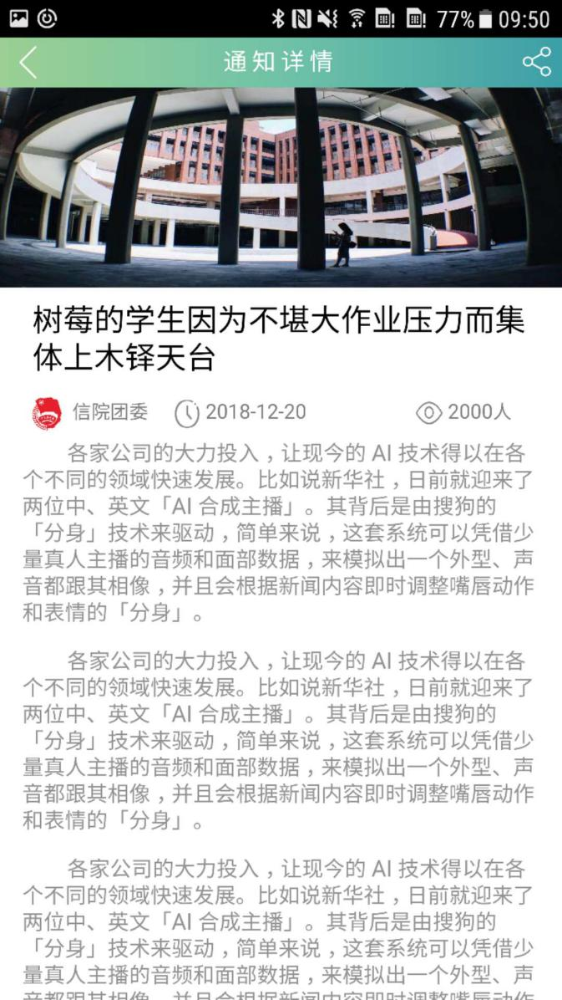 77% 09:50
通知详情
树莓的学生因为不堪大作业压力而集
体上木铎天台
信院团委 2018-12-20 2000人
各家公司的大力投入，让现今的 AI 技术得以在各
个不同的领域快速发展。比如说新华社，日前就迎来了
两位中、英文「AI 合成主播」。其背后是由搜狗的
「分身」技术来驱动，简单来说，这套系统可以凭借少
量真人主播的音频和面部数据，来模拟出一个外型、声
音都跟其相像，并且会根据新闻内容即时调整嘴唇动作
和表情的「分身」。
各家公司的大力投入，让现今的 AI 技术得以在各
个不同的领域快速发展。比如说新华社，日前就迎来了
两位中、英文「AI 合成主播」。其背后是由搜狗的
「分身」技术来驱动，简单来说，这套系统可以凭借少
量真人主播的音频和面部数据，来模拟出一个外型、声
音都跟其相像，并且会根据新闻内容即时调整嘴唇动作
和表情的「分身」。
各家公司的大力投入，让现今的 AI 技术得以在各
个不同的领域快速发展。比如说新华社，日前就迎来了
两位中、英文「AI 合成主播」。其背后是由搜狗的
「分身」技术来驱动，简单来说，这套系统可以凭借少
量真人主播的音频和面部数据，来模拟出一个外型、声
音都跟其相像，并且会根据新闻内容即时调整嘴唇动作